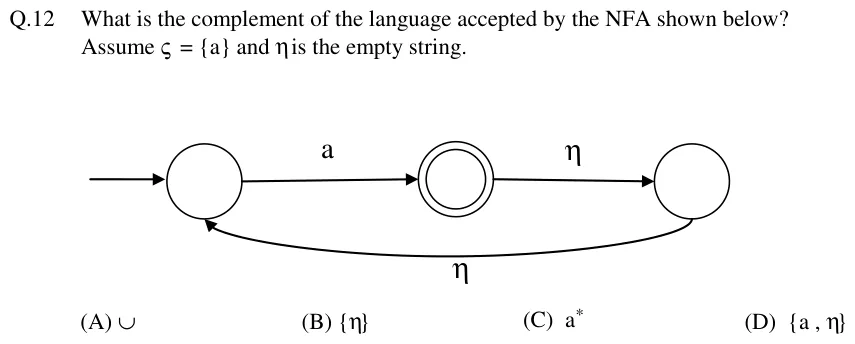 Q.12 What is the complement of the language accepted by the NFA shown below?
Assume ς = {a} and η is the empty string.
a
η
η
(A) ∪ (B) {η} (C) a* (D) {a , η}